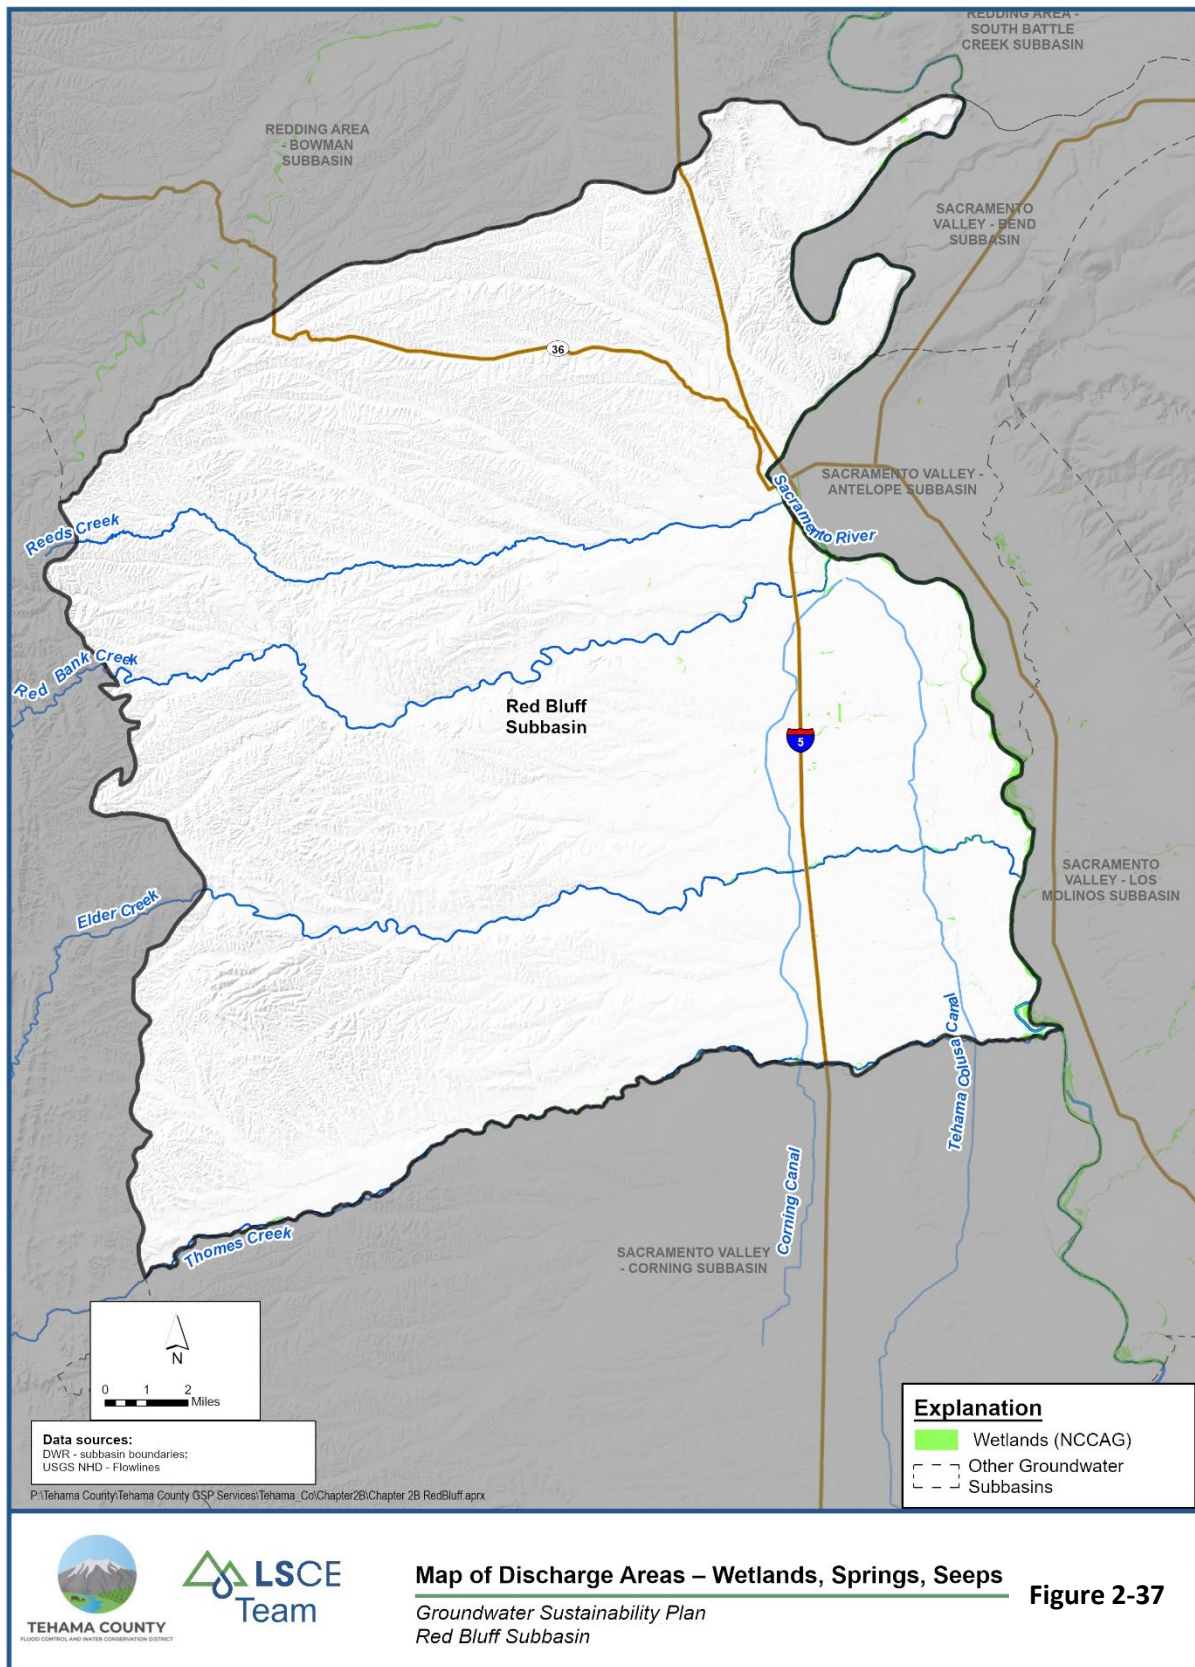 REDDING AREA -
SOUTH BATTLE
CREEK SUBBASIN
REDDING AREA
- BOWMAN
SUBBASIN
SACRAMENTO
VALLEY - BEND
SUBBASIN
36
SACRAMENTO VALLEY -
ANTELOPE SUBBASIN
Sacramento River
Reeds Creek
Red Bank Creek
Red Bluff
Subbasin
5
SACRAMENTO
VALLEY - LOS
MOLINOS SUBBASIN
Elder Creek
Tehama Colusa Canal
Corning Canal
Thomes Creek
SACRAMENTO VALLEY
- CORNING SUBBASIN
N
0 1 2
Miles
Data sources:
DWR - subbasin boundaries;
USGS NHD - Flowlines
P:\Tehama County\Tehama County GSP Services\Tehama_Co\Chapter2B\Chapter 2B RedBluff.aprx
Explanation
Wetlands (NCCAG)
Other Groundwater
Subbasins
TEHAMA COUNTY
FLOOD CONTROL AND WATER CONSERVATION DISTRICT
LSCE
Team
Map of Discharge Areas – Wetlands, Springs, Seeps
Groundwater Sustainability Plan
Red Bluff Subbasin
Figure 2-37